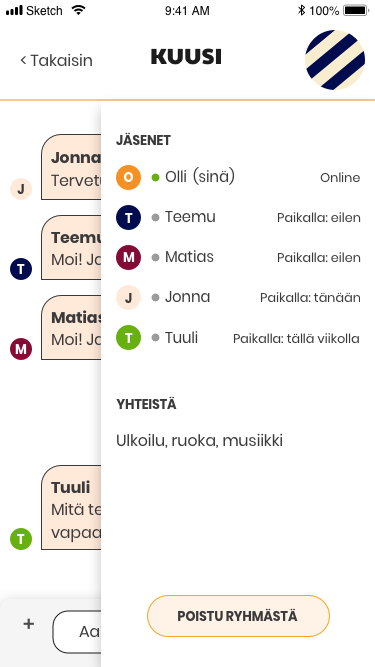 Sketch 9:41 AM 100%
< Takaisin KUUSI
JÄSENET
O Olli (sinä) Online
T Teemu Paikalla: eilen
M Matias Paikalla: eilen
J Jonna Paikalla: tänään
T Tuuli Paikalla: tällä viikolla
YHTEISTÄ
Ulkoilu, ruoka, musiikki
POISTU RYHMÄSTÄ
Jonna
J Tervetu
Teemu
T Moi! Ja
Matias
M Moi! Ja
Tuuli
Mitä te
T vapaa
+ Aa